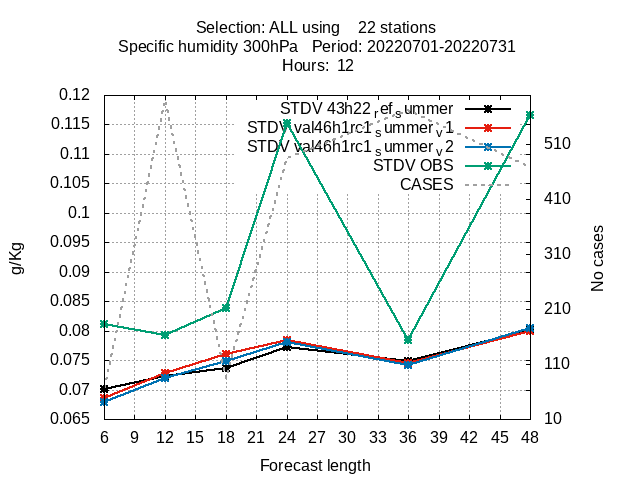 Selection: ALL using    22 stations
Specific humidity 300hPa   Period: 20220701-20220731
Hours:  12
0.12
0.115
0.11
0.105
0.1
0.095
0.09
0.085
0.08
0.075
0.07
0.065
g/Kg
STDV 43h22_ref_summer
STDV val46h1rc1_summer_v1
STDV val46h1rc1_summer_v2
STDV OBS
CASES
510
410
310
210
110
10
No cases
6 9 12 15 18 21 24 27 30 33 36 39 42 45 48
Forecast length